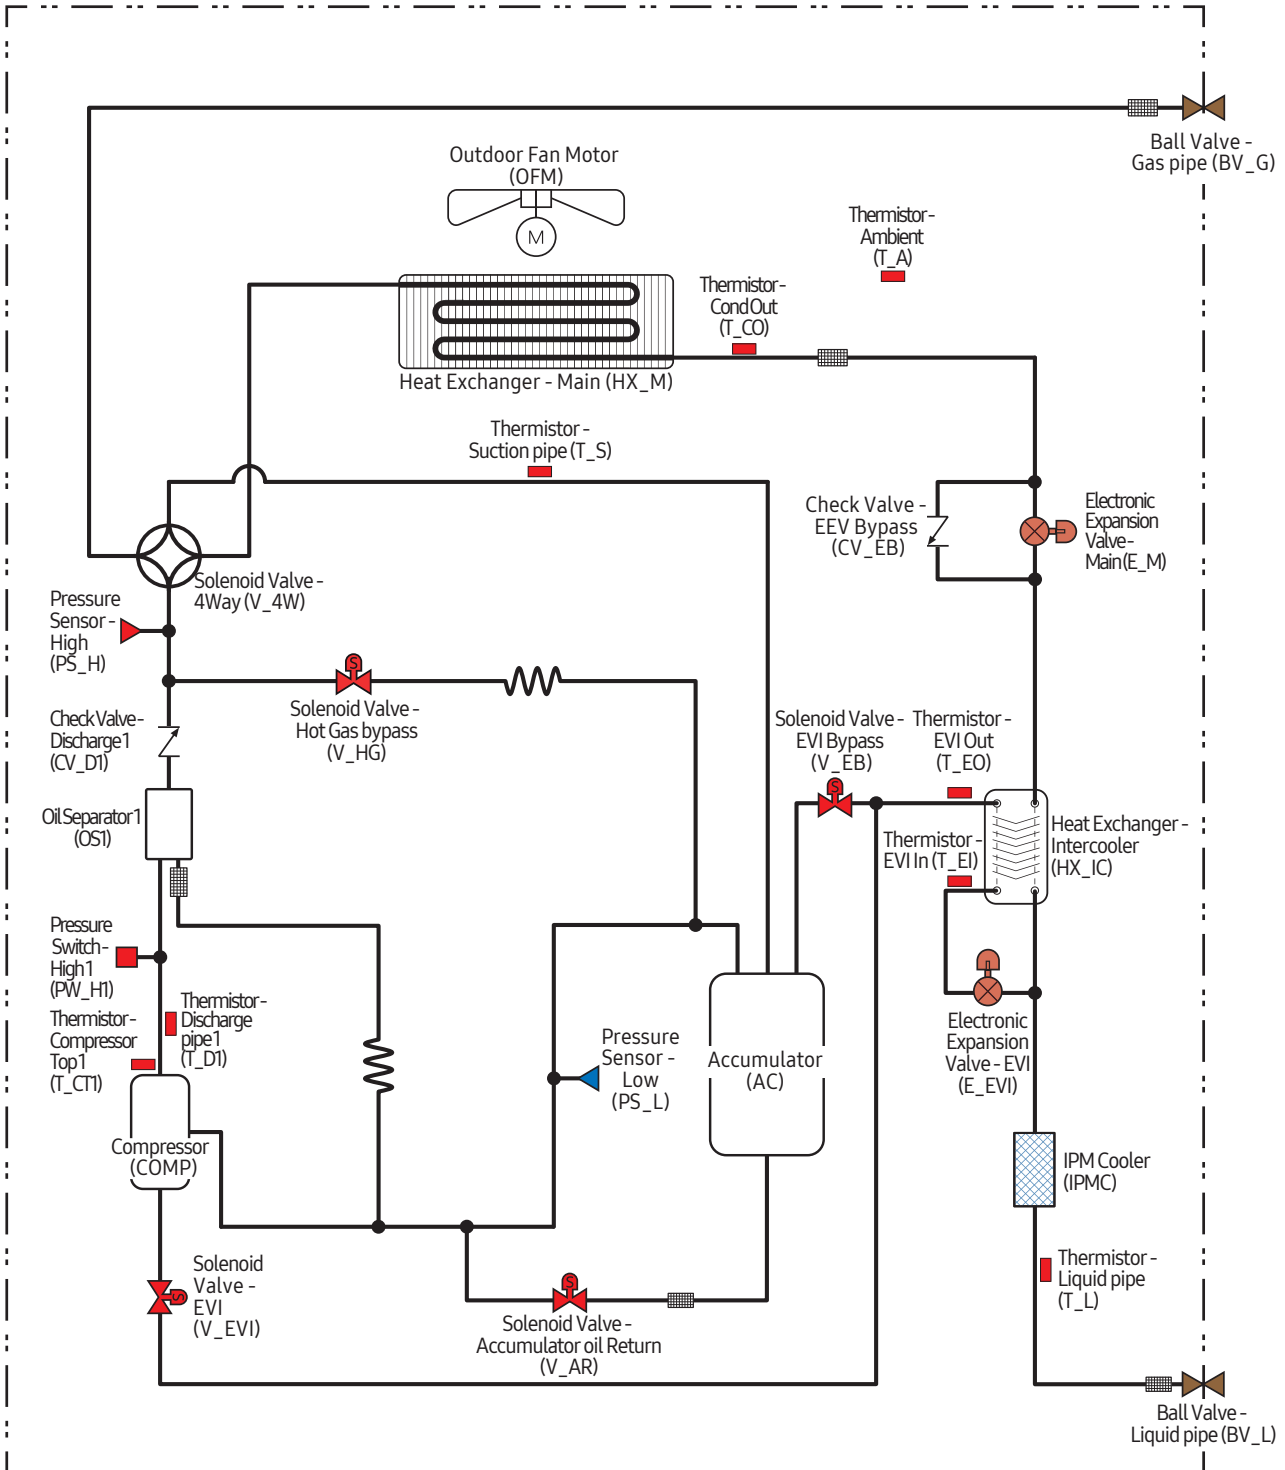 Ball Valve -
Gas pipe (BV_G)
Outdoor Fan Motor
(OFM)
M
Thermistor-
Ambient
(T_A)
Thermistor-
Cond Out
(T_CO)
Heat Exchanger - Main (HX_M)
Thermistor -
Suction pipe (T_S)
Check Valve -
EEV Bypass
(CV_EB)
Electronic
Expansion
Valve-
Main(E_M)
Solenoid Valve -
4Way (V_4W)
Pressure
Sensor -
High
(PS_H)
S
Solenoid Valve -
Hot Gas bypass
(V_HG)
Check Valve-
Discharge1
(CV_D1)
Solenoid Valve -
EVI Bypass
(V_EB)
S
Thermistor -
EVI Out
(T_EO)
Oil Separator1
(OS1)
Thermistor -
EVI In (T_EI)
Heat Exchanger -
Intercooler
(HX_IC)
Pressure
Switch-
High1
(PW_H1)
Thermistor-
Discharge
pipe1
(T_D1)
Thermistor-
Compressor
Top1
(T_CT1)
Pressure
Sensor -
Low
(PS_L)
Accumulator
(AC)
Electronic
Expansion
Valve - EVI
(E_EVI)
Compressor
(COMP)
IPM Cooler
(IPMC)
Solenoid
Valve -
EVI
(V_EVI)
S
S
Solenoid Valve -
Accumulator oil Return
(V_AR)
Thermistor -
Liquid pipe
(T_L)
Ball Valve -
Liquid pipe (BV_L)